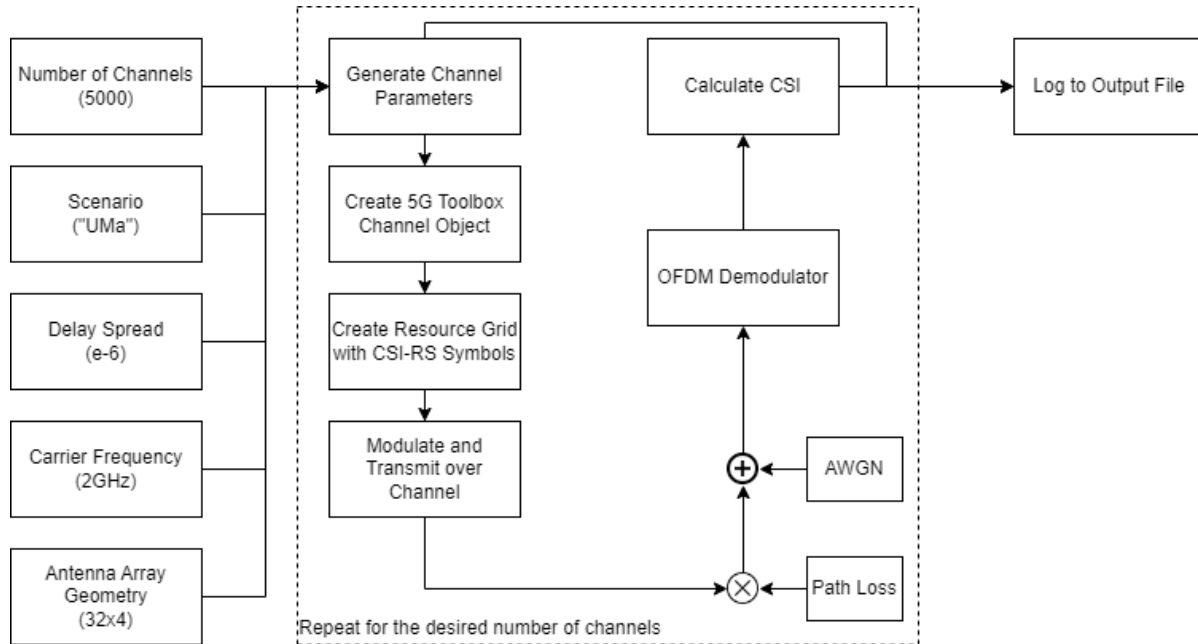 Number of Channels
(5000)
Scenario
("UMa")
Delay Spread
(e-6)
Carrier Frequency
(2GHz)
Antenna Array
Geometry
(32x4)
Generate Channel
Parameters
Create 5G Toolbox
Channel Object
Create Resource Grid
with CSI-RS Symbols
Modulate and
Transmit over
Channel
Path Loss
AWGN
OFDM Demodulator
Calculate CSI
Log to Output File
Repeat for the desired number of channels